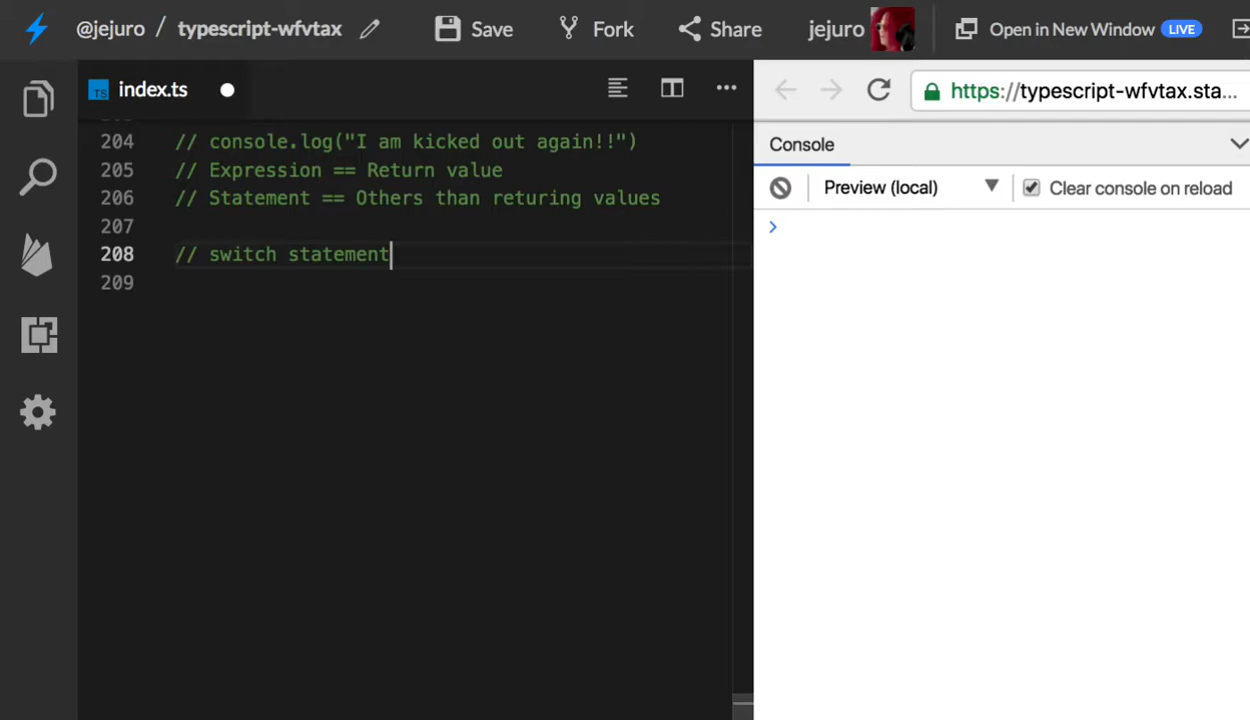 @jejuro / typescript-wfvtax Save Fork Share jejuro Open in New Window LIVE
TS index.ts
https://typescript-wfvtax.sta...
Console
Preview (local) Clear console on reload
204 // console.log("I am kicked out again!!")
205 // Expression == Return value
206 // Statement == Others than returing values
207
208 // switch statement
209